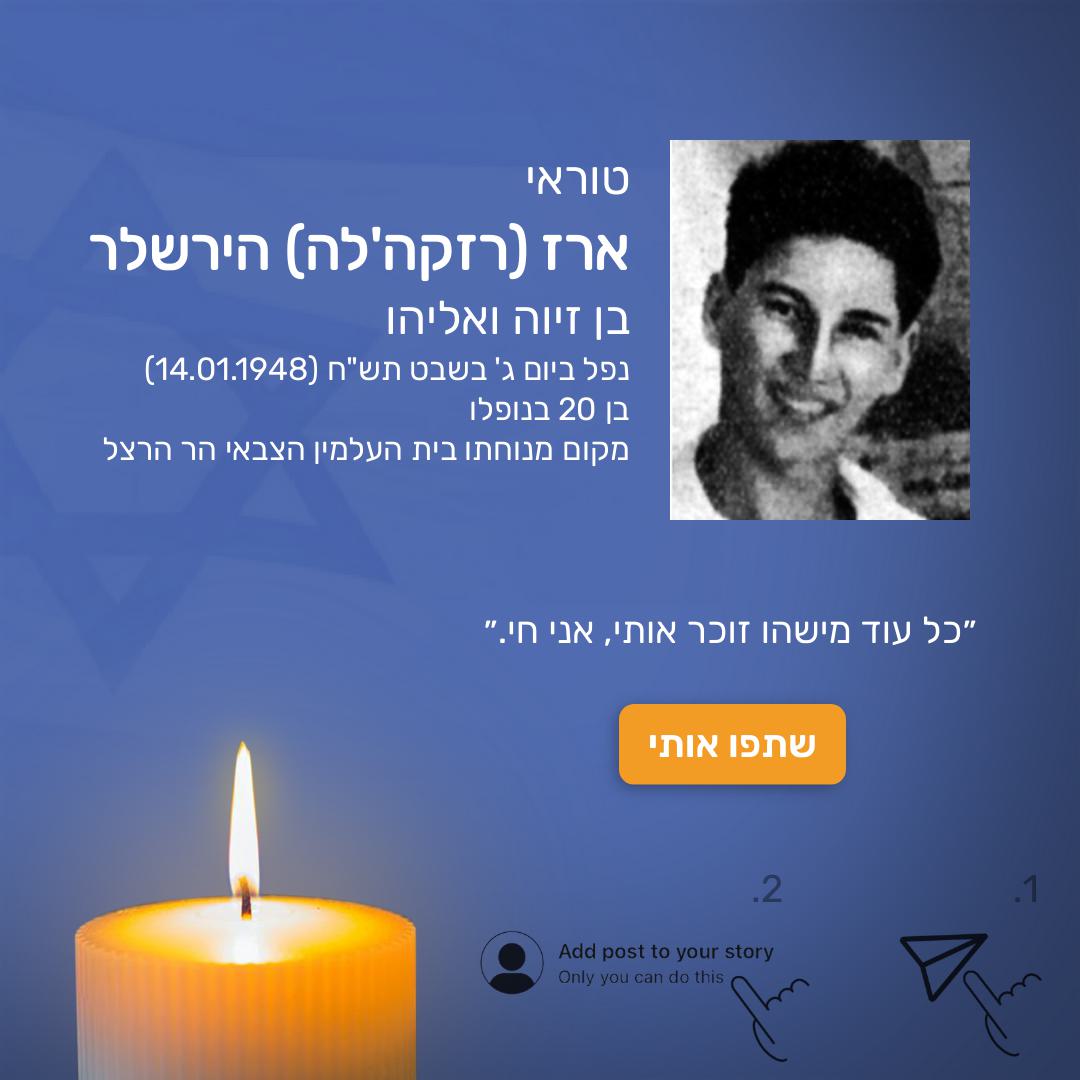 טוראי
ארז (רזקה'לה) הירשלר
בן זיוה ואליהו
נפל ביום ג' בשבט תש"ח (14.01.1948)
בן 20 בנופלו
מקום מנוחתו בית העלמין הצבאי הר הרצל
״כל עוד מישהו זוכר אותי, אני חי.״
שתפו אותי
.1
.2
Add post to your story
Only you can do this